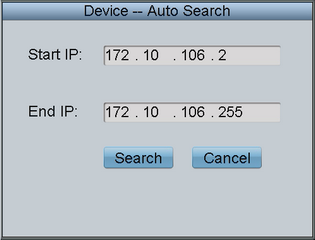 Device -- Auto Search
Start IP: 172 . 10 . 106 . 2
End IP: 172 . 10 . 106 . 255
Search Cancel